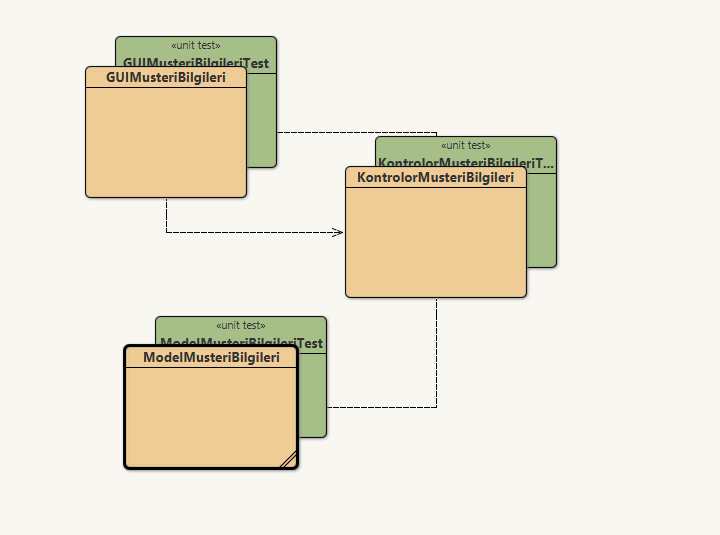 «unit test»
GUIMusteriBilgileriTest
GUIMusteriBilgileri
«unit test»
KontrolorMusteriBilgileriT...
KontrolorMusteriBilgileri
«unit test»
ModelMusteriBilgileriTest
ModelMusteriBilgileri